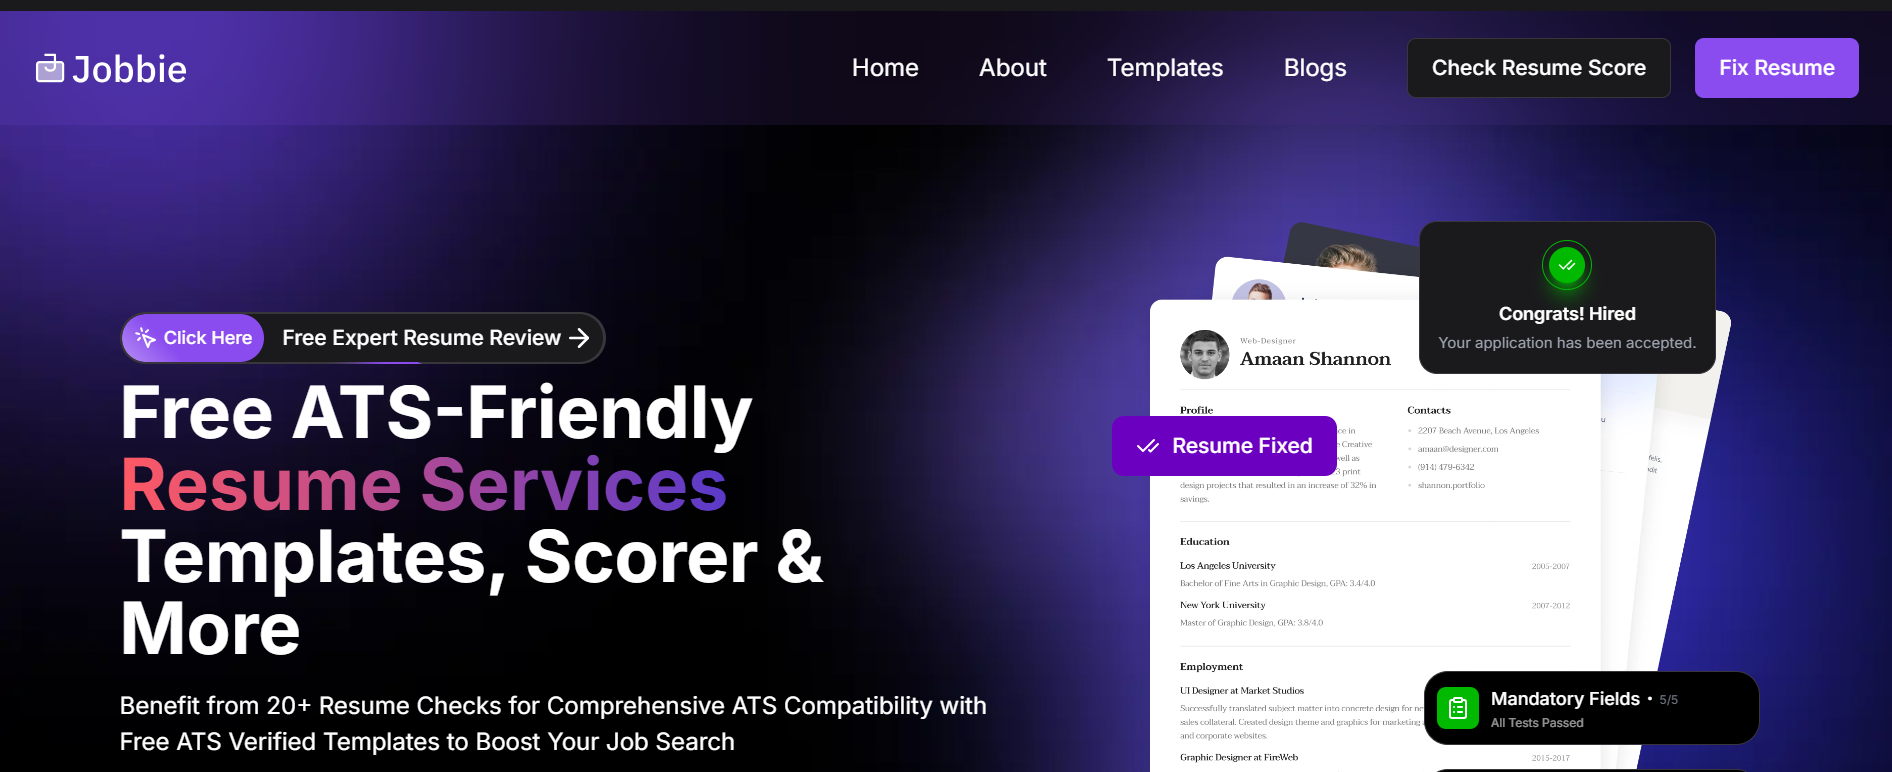 Jobbie
Home
About
Templates
Blogs
Check Resume Score
Fix Resume
Click Here
Free Expert Resume Review
Free ATS-Friendly
Resume Services
Templates, Scorer &
More
Benefit from 20+ Resume Checks for Comprehensive ATS Compatibility with
Free ATS Verified Templates to Boost Your Job Search
Congrats! Hired
Your application has been accepted.
Web-Designer
Amaan Shannon
Resume Fixed
Profile
ce in
Creative
well as
3 print
design projects that resulted in an increase of 32% in
savings.
Contacts
2207 Beach Avenue, Los Angeles
amaan@designer.com
(914) 479-6342
shannon.portfolio
Education
Los Angeles University
2005-2007
Bachelor of Fine Arts in Graphic Design, GPA: 3.4/4.0
New York University
2007-2012
Master of Graphic Design, GPA: 3.8/4.0
Employment
UI Designer at Market Studios
Successfully translated subject matter into concrete design for
sales collateral. Created design theme and graphics for marketing
and corporate websites.
Graphic Designer at FireWeb
2015-2017
Mandatory Fields • 5/5
All Tests Passed